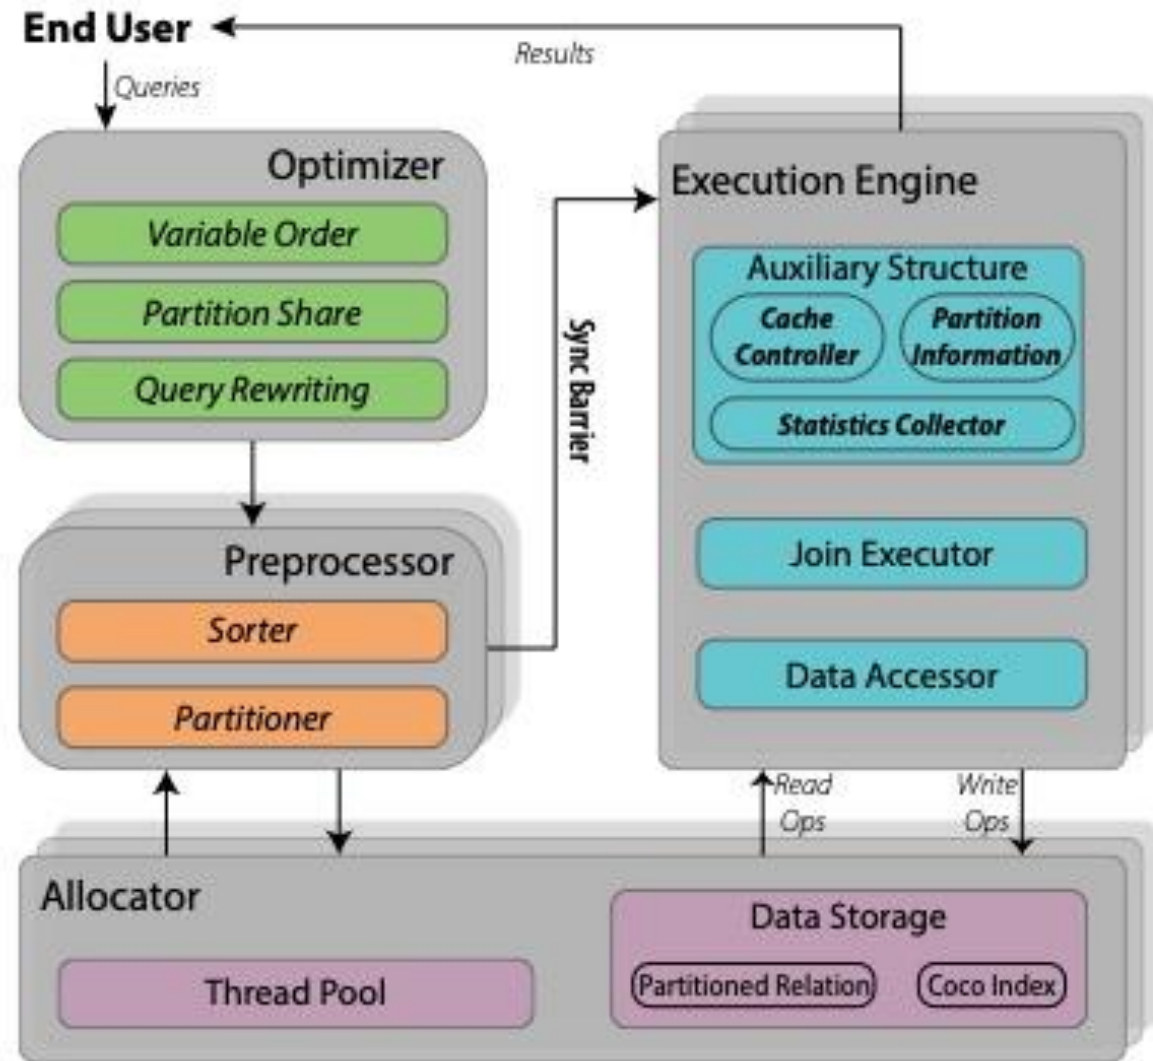 End User
Results
Queries
Optimizer
Variable Order
Partition Share
Query Rewriting
Sync Barrier
Execution Engine
Auxiliary Structure
Cache
Controller
Partition
Information
Statistics Collector
Join Executor
Data Accessor
Preprocessor
Sorter
Partitioner
Read
Ops
Write
Ops
Allocator
Thread Pool
Data Storage
Partitioned Relation
Coco Index